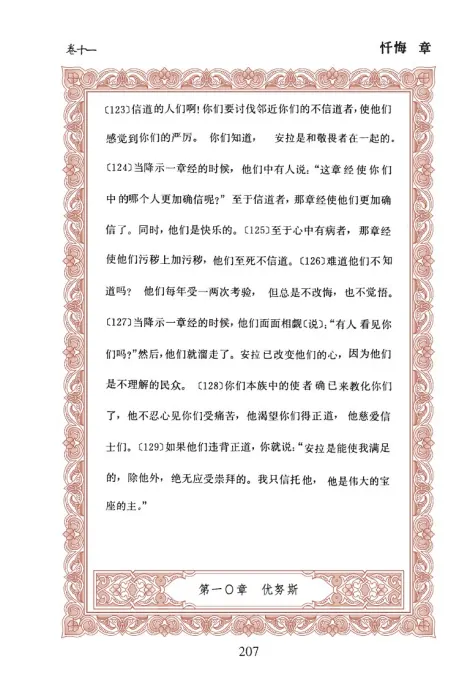 卷十一
忏悔 章
〔123〕信道的人们啊!你们要讨伐邻近你们的不信道者,使他们
感觉到你们的严厉。 你们知道, 安拉是和敬畏者在一起的。
〔124〕当降示一章经的时候, 他们中有人说:“这章经使你们
中的哪个人更加确信呢?” 至于信道者, 那章经使他们更加确
信了。同时, 他们是快乐的。〔125〕至于心中有病者, 那章经
使他们污秽上加污秽, 他们至死不信道。〔126〕难道他们不知
道吗? 他们每年受一两次考验, 但总是不改悔, 也不觉悟。
〔127〕当降示一章经的时候, 他们面面相觑〔说〕:“有人看见你
们吗?”然后, 他们就溜走了。安拉已改变他们的心, 因为他们
是不理解的民众。 〔128〕你们本族中的使者确已来教化你们
了, 他不忍心见你们受痛苦, 他渴望你们得正道, 他慈爱信
士们。〔129〕如果他们违背正道, 你就说:“安拉是能使我满足
的, 除他外, 绝无应受崇拜的。我只信托他, 他是伟大的宝
座的主。”
第一〇章 优努斯
207